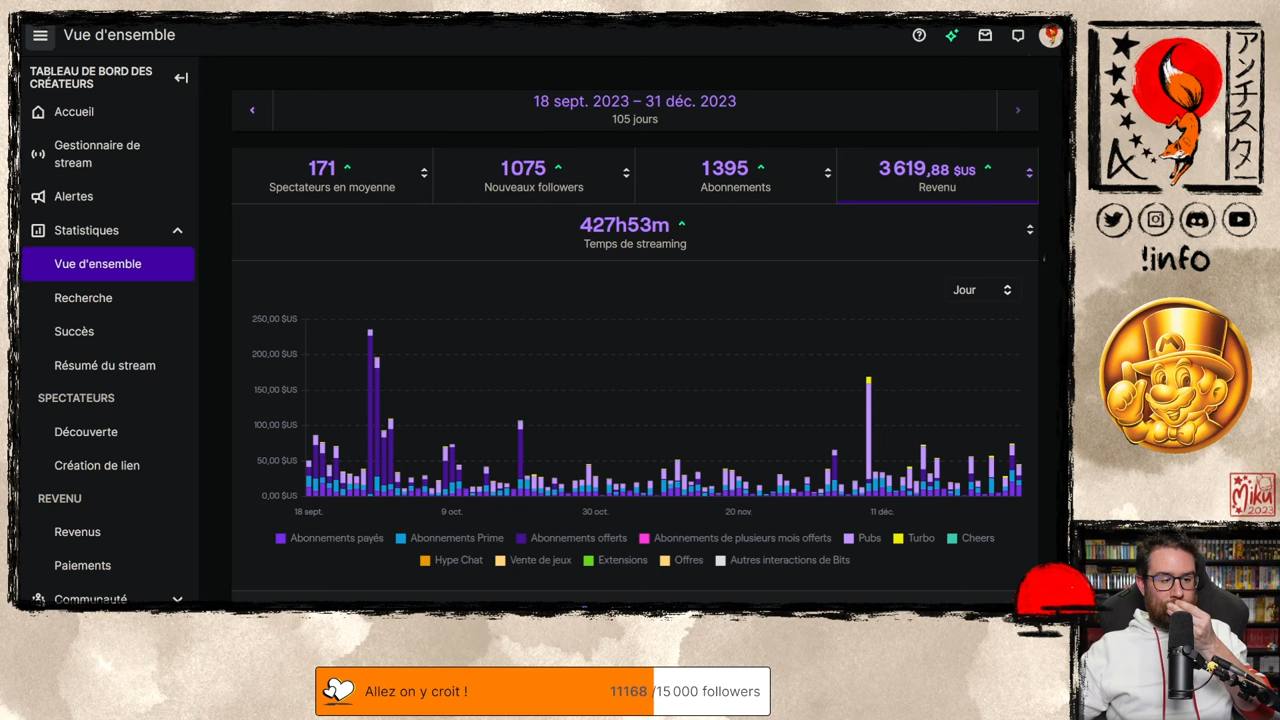 Vue d'ensemble
TABLEAU DE BORD DES
CRÉATEURS
Accueil
Gestionnaire de
stream
Alertes
Statistiques
Vue d'ensemble
Recherche
Succès
Résumé du stream
SPECTATEURS
Découverte
Création de lien
REVENU
Revenus
Paiements
Communauté
18 sept. 2023 – 31 déc. 2023
105 jours
171
Spectateurs en moyenne
1075
Nouveaux followers
1395
Abonnements
3 619,88 $US
Revenu
427h53m
Temps de streaming
Jour
250,00 $US
200,00 $US
150,00 $US
100,00 $US
50,00 $US
0,00 $US
18 sept.
9 oct.
30 oct.
20 nov.
11 déc.
Abonnements payés
Abonnements Prime
Abonnements offerts
Abonnements de plusieurs mois offerts
Pubs
Turbo
Cheers
Hype Chat
Vente de jeux
Extensions
Offres
Autres interactions de Bits
アンチスター
!info
M
Miku
2023
Allez on y croit !
11168 /15 000 followers